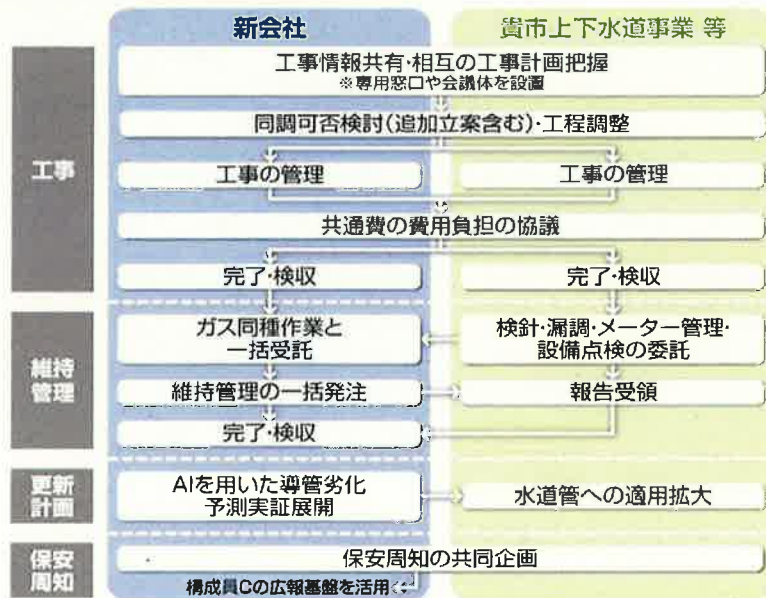 新会社
貴市上下水道事業 等
工事
工事情報共有・相互の工事計画把握
※専用窓口や会議体を設置
同調可否検討(追加立案含む)・工程調整
工事の管理
工事の管理
共通費の費用負担の協議
完了・検収
完了・検収
維持
管理
ガス同種作業と
一括受託
検針・漏調・メーター管理・
設備点検の委託
維持管理の一括発注
報告受領
完了・検収
更新
計画
AIを用いた導管劣化
予測実証展開
水道管への適用拡大
保安
周知
保安周知の共同企画
構成員Cの広報基盤を活用